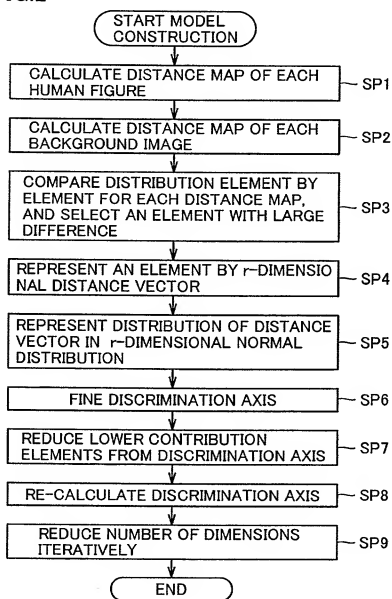 START MODEL
CONSTRUCTION
CALCULATE DISTANCE MAP OF EACH
HUMAN FIGURE
SP1
CALCULATE DISTANCE MAP OF EACH
BACKGROUND IMAGE
SP2
COMPARE DISTRIBUTION ELEMENT BY
ELEMENT FOR EACH DISTANCE MAP,
AND SELECT AN ELEMENT WITH LARGE
DIFFERENCE
SP3
REPRESENT AN ELEMENT BY r-DIMENSIO
NAL DISTANCE VECTOR
SP4
REPRESENT DISTRIBUTION OF DISTANCE
VECTOR IN r-DIMENSIONAL NORMAL
DISTRIBUTION
SP5
FINE DISCRIMINATION AXIS
SP6
REDUCE LOWER CONTRIBUTION
ELEMENTS FROM DISCRIMINATION AXIS
SP7
RE-CALCULATE DISCRIMINATION AXIS
SP8
REDUCE NUMBER OF DIMENSIONS
ITERATIVELY
SP9
END